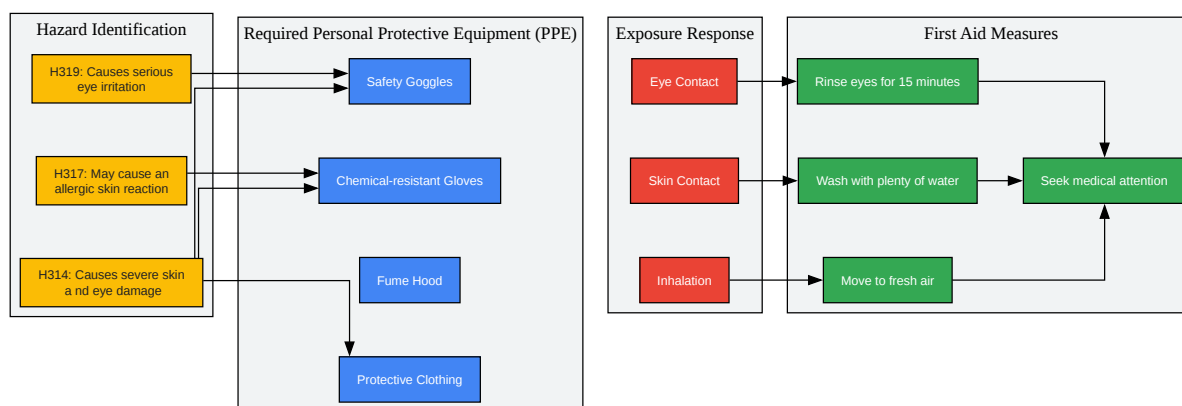 Hazard Identification
H319: Causes serious
eye irritation
H317: May cause an
allergic skin reaction
H314: Causes severe skin
a nd eye damage
Required Personal Protective Equipment (PPE)
Safety Goggles
Chemical-resistant Gloves
Fume Hood
Protective Clothing
Exposure Response
Eye Contact
Skin Contact
Inhalation
First Aid Measures
Rinse eyes for 15 minutes
Wash with plenty of water
Move to fresh air
Seek medical attention